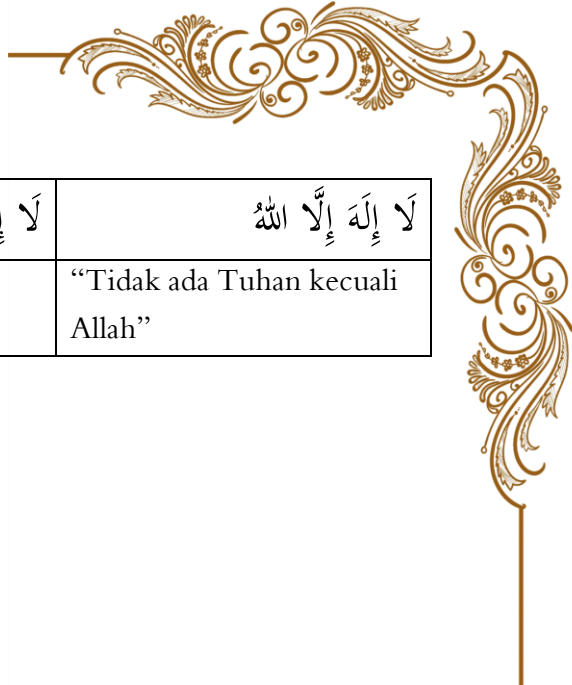 لَا إِلَهَ إِلَّا اللهُ
لَا
“Tidak ada Tuhan kecuali
Allah”